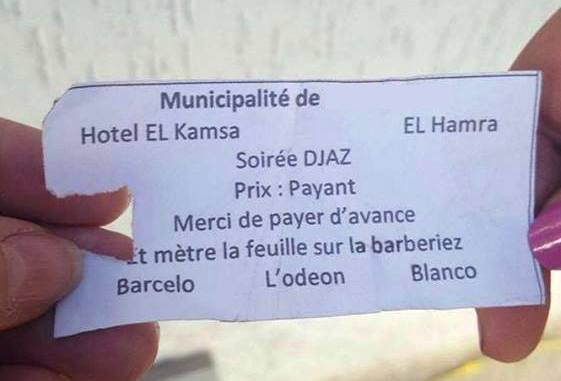 Municipalité de
Hotel EL Kamsa EL Hamra
Soirée DJAZ
Prix : Payant
Merci de payer d'avance
Et mètre la feuille sur la barberiez
Barcelo L'odeon Blanco